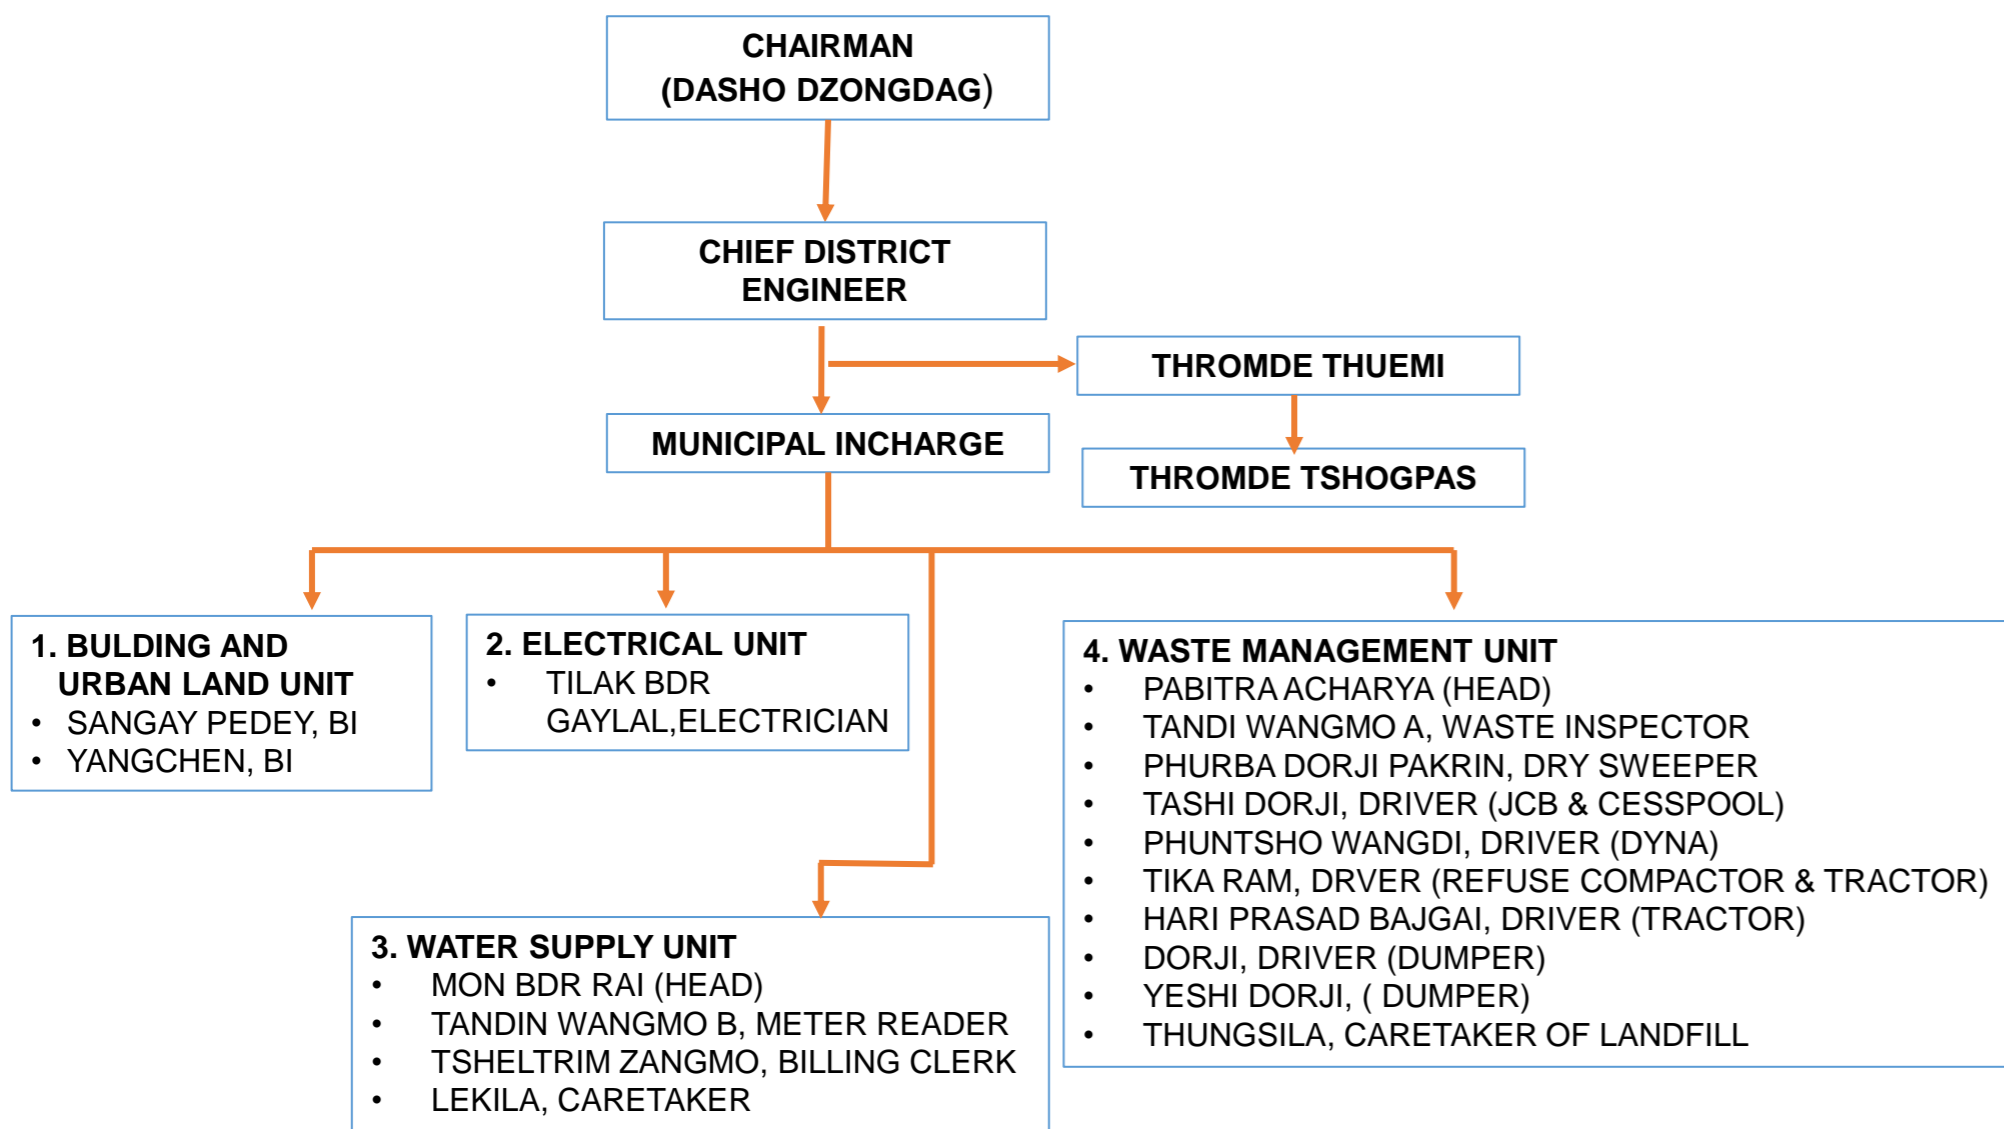 CHAIRMAN
(DASHO DZONGDAG)
CHIEF DISTRICT
ENGINEER
THROMDE THUEMI
MUNICIPAL INCHARGE
THROMDE TSHOGPAS
1. BULDING AND
URBAN LAND UNIT
• SANGAY PEDEY, BI
• YANGCHEN, BI
2. ELECTRICAL UNIT
• TILAK BDR
GAYLAL,ELECTRICIAN
3. WATER SUPPLY UNIT
• MON BDR RAI (HEAD)
• TANDIN WANGMO B, METER READER
• TSHELTRIM ZANGMO, BILLING CLERK
• LEKILA, CARETAKER
4. WASTE MANAGEMENT UNIT
• PABITRA ACHARYA (HEAD)
• TANDI WANGMO A, WASTE INSPECTOR
• PHURBA DORJI PAKRIN, DRY SWEEPER
• TASHI DORJI, DRIVER (JCB & CESSPOOL)
• PHUNTSHO WANGDI, DRIVER (DYNA)
• TIKA RAM, DRVER (REFUSE COMPACTOR & TRACTOR)
• HARI PRASAD BAJGAI, DRIVER (TRACTOR)
• DORJI, DRIVER (DUMPER)
• YESHI DORJI, ( DUMPER)
• THUNGSILA, CARETAKER OF LANDFILL